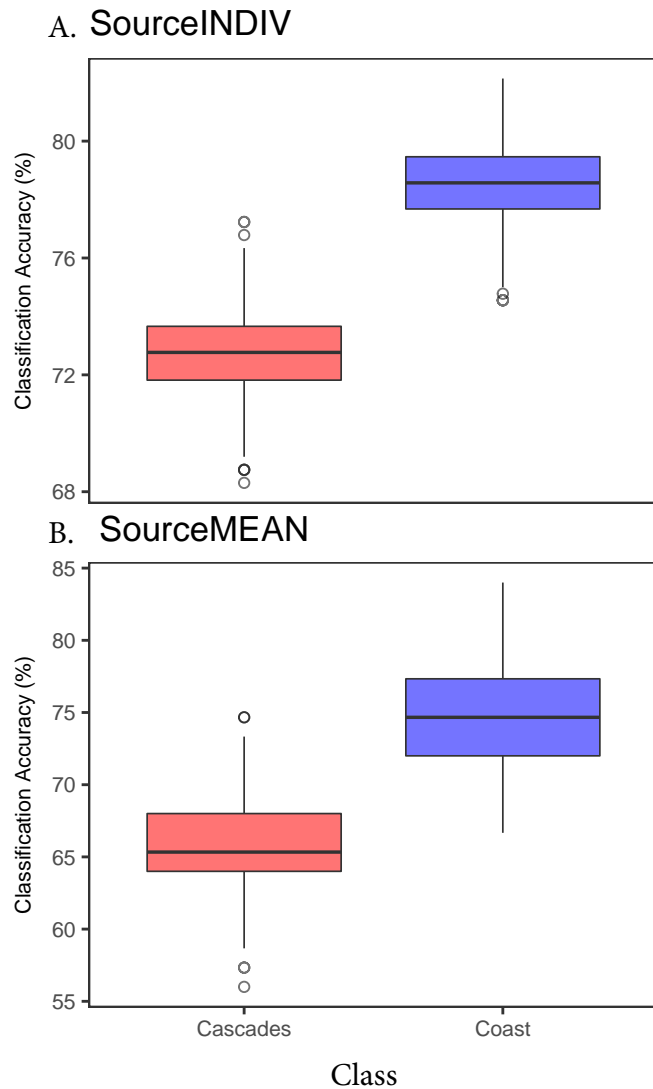 A. SourceINDIV
Classification Accuracy (%)
80
76
72
68
B. SourceMEAN
Classification Accuracy (%)
85
80
75
70
65
60
55
Cascades Coast
Class